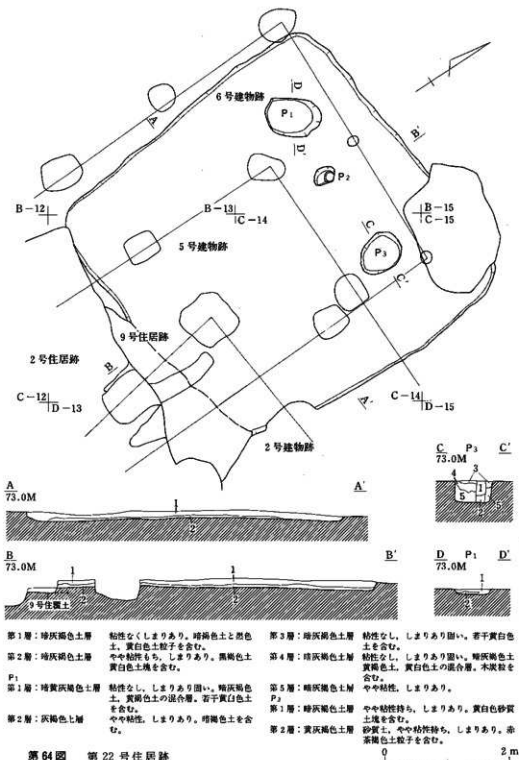 6号建物跡
D
P1
D'
A
B'
P2
B-12
B-13
C-14
B-15
C-15
C
P3
C'
5号建物跡
9号住居跡
2号住居跡
B
C-12
D-13
A'
C-14
D-15
2号建物跡
C P3 C'
73.0M
4 3
1
5
2
5
A A'
73.0M
1
2
B B'
73.0M
1
1
2
2
9号住覆土
D P1 D'
73.0M
1
2
第1層:暗灰褐色土層 粘性なくしまりあり。暗褐色土と黒色土、黄白色土粒子を含む。
第2層:暗灰褐色土層 やや粘性もち、しまりあり。黒褐色土黄白色土塊を含む。
P1
第1層:暗黄灰褐色土層 粘性なし、しまりあり固い。暗灰褐色土、黄褐色土の混合層。若干黄白色土を含む。
第2層:灰褐色土層 やや粘性、しまりあり。暗褐色土を含む。
第3層:暗灰褐色土層 粘性なし、しまりあり固い。若干黄白色土を含む。
第4層:暗灰褐色土層 粘性なし、しまりあり固い。暗灰褐色土黄褐色土、黄白色土の混合層。木炭粒を含む。
第5層:暗灰褐色土層 やや粘性、しまりあり。
P3
第1層:暗灰褐色土層 やや粘性持ち、しまりあり。黄白色砂質土塊を含む。
第2層:黄灰褐色土層 砂質土、やや粘性持ち、しまりあり。赤茶褐色土粒子を含む。
第64図 第22号住居跡
0 2m